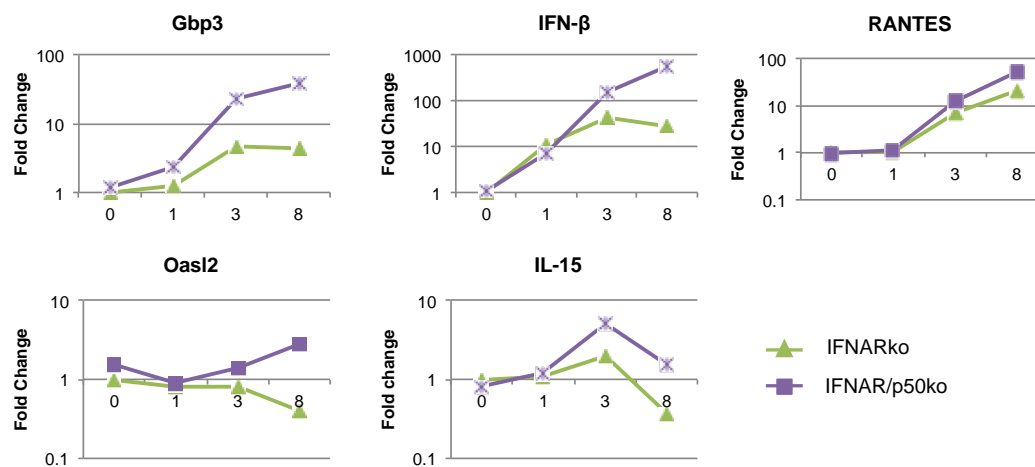 Gbp3
Fold Change
100
10
1
0 1 3 8
IFN-β
Fold Change
1000
100
10
1
0 1 3 8
RANTES
Fold Change
100
10
1
0.1
0 1 3 8
Oasl2
Fold Change
10
1
0.1
0 1 3 8
IL-15
Fold change
10
1
0.1
0 1 3 8
IFNARko
IFNAR/p50ko